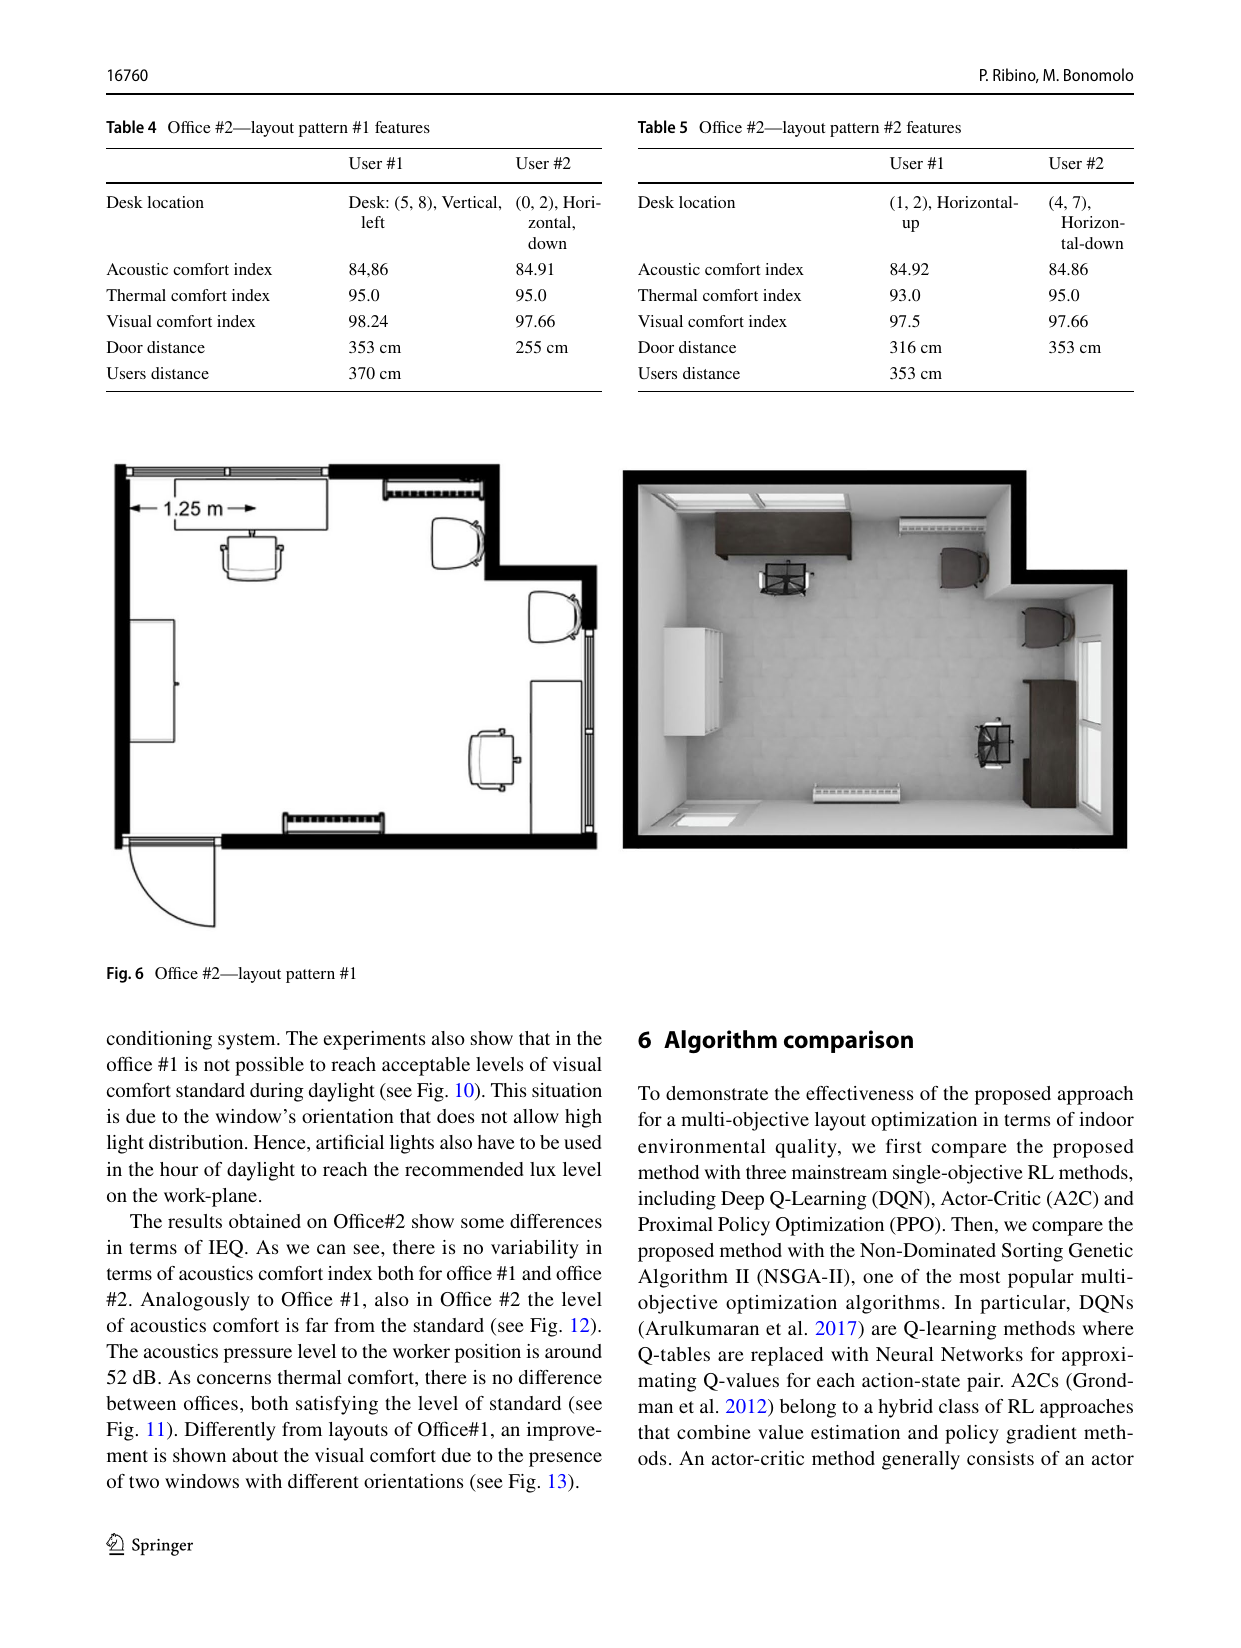 16760
P. Ribino, M. Bonomolo
Table 4 Office #2—layout pattern #1 features
User #1 User #2
Desk location Desk: (5, 8), Vertical, (0, 2), Hori-
left zontal,
down
Acoustic comfort index 84,86 84.91
Thermal comfort index 95.0 95.0
Visual comfort index 98.24 97.66
Door distance 353 cm 255 cm
Users distance 370 cm
Table 5 Office #2—layout pattern #2 features
User #1 User #2
Desk location (1, 2), Horizontal- (4, 7),
up Horizon-
tal-down
Acoustic comfort index 84.92 84.86
Thermal comfort index 93.0 95.0
Visual comfort index 97.5 97.66
Door distance 316 cm 353 cm
Users distance 353 cm
1.25 m
Fig. 6 Office #2—layout pattern #1
conditioning system. The experiments also show that in the
office #1 is not possible to reach acceptable levels of visual
comfort standard during daylight (see Fig. 10). This situation
is due to the window's orientation that does not allow high
light distribution. Hence, artificial lights also have to be used
in the hour of daylight to reach the recommended lux level
on the work-plane.
The results obtained on Office#2 show some differences
in terms of IEQ. As we can see, there is no variability in
terms of acoustics comfort index both for office #1 and office
#2. Analogously to Office #1, also in Office #2 the level
of acoustics comfort is far from the standard (see Fig. 12).
The acoustics pressure level to the worker position is around
52 dB. As concerns thermal comfort, there is no difference
between offices, both satisfying the level of standard (see
Fig. 11). Differently from layouts of Office#1, an improve-
ment is shown about the visual comfort due to the presence
of two windows with different orientations (see Fig. 13).
6 Algorithm comparison
To demonstrate the effectiveness of the proposed approach
for a multi-objective layout optimization in terms of indoor
environmental quality, we first compare the proposed
method with three mainstream single-objective RL methods,
including Deep Q-Learning (DQN), Actor-Critic (A2C) and
Proximal Policy Optimization (PPO). Then, we compare the
proposed method with the Non-Dominated Sorting Genetic
Algorithm II (NSGA-II), one of the most popular multi-
objective optimization algorithms. In particular, DQNs
(Arulkumaran et al. 2017) are Q-learning methods where
Q-tables are replaced with Neural Networks for approxi-
mating Q-values for each action-state pair. A2Cs (Grond-
man et al. 2012) belong to a hybrid class of RL approaches
that combine value estimation and policy gradient meth-
ods. An actor-critic method generally consists of an actor
Springer